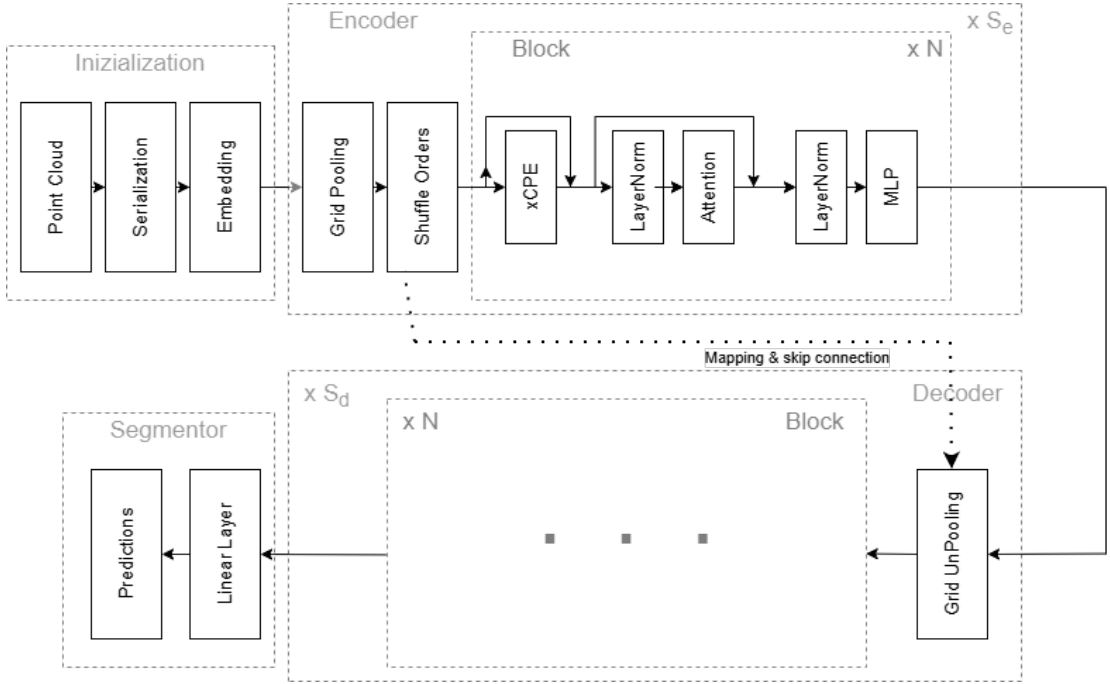 Encoder
x Sₑ
Inizialization
Block
x N
Point Cloud
Serialization
Embedding
Grid Pooling
Shuffle Orders
xCPE
LayerNorm
Attention
LayerNorm
MLP
Mapping & skip connection
x S_d
Decoder
x N
Block
Segmentor
Predictions
Linear Layer
Grid UnPooling